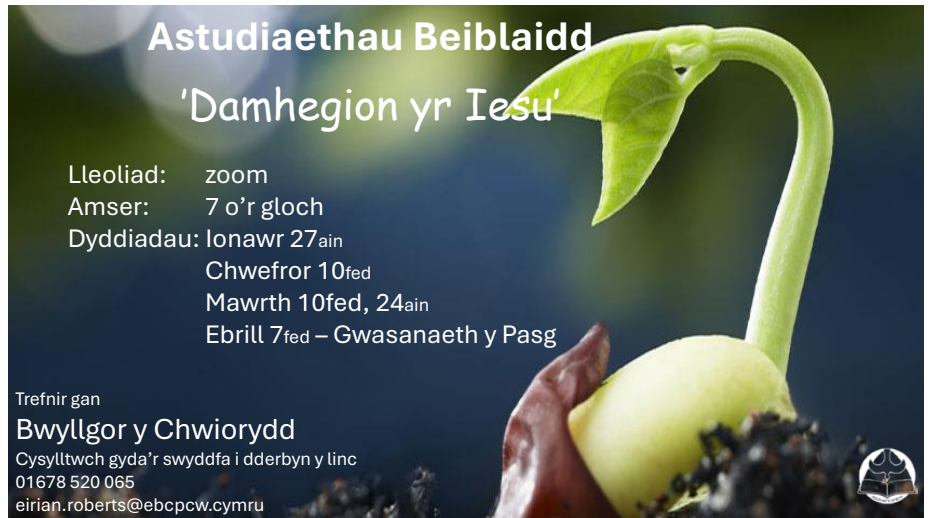 Astudiaethau Beiblaidd
'Damhegion yr Iesu'
Lleoliad: zoom
Amser: 7 o'r gloch
Dyddiadau: Ionawr 27ain
Chwefror 10fed
Mawrth 10fed, 24ain
Ebrill 7fed – Gwasanaeth y Pasg
Trefnir gan
Bwyllgor y Chwiorydd
Cysylltwch gyda'r swyddfa i dderbyn y linc
01678 520 065
eirian.roberts@ebcpcw.cymru